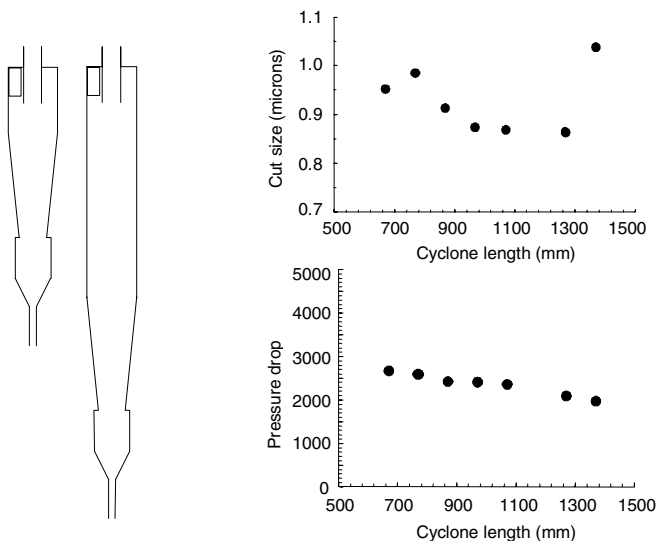 1.1
1.0
0.9
0.8
0.7
Cut size (microns)
500 700 900 1100 1300 1500
Cyclone length (mm)
5000
4000
3000
2000
1000
0
Pressure drop
500 700 900 1100 1300 1500
Cyclone length (mm)